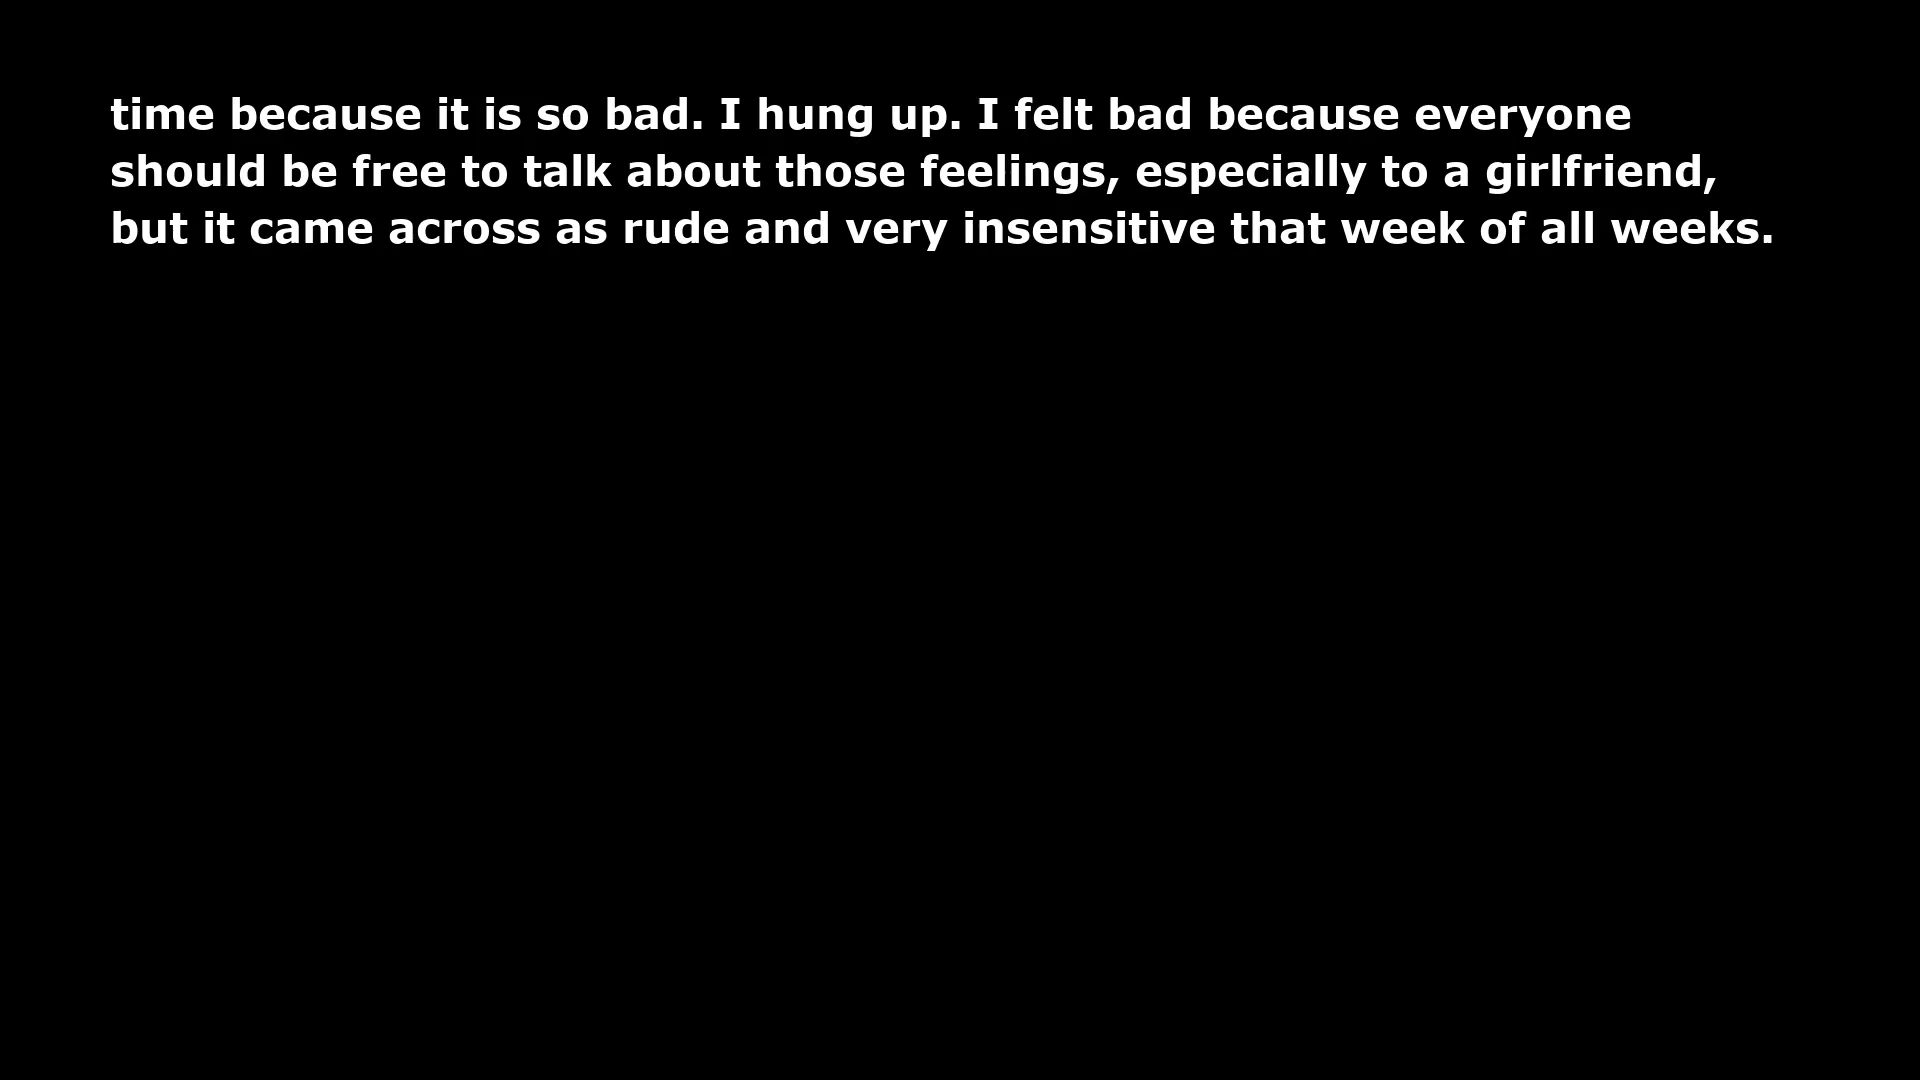 time because it is so bad. I hung up. I felt bad because everyone
should be free to talk about those feelings, especially to a girlfriend,
but it came across as rude and very insensitive that week of all weeks.